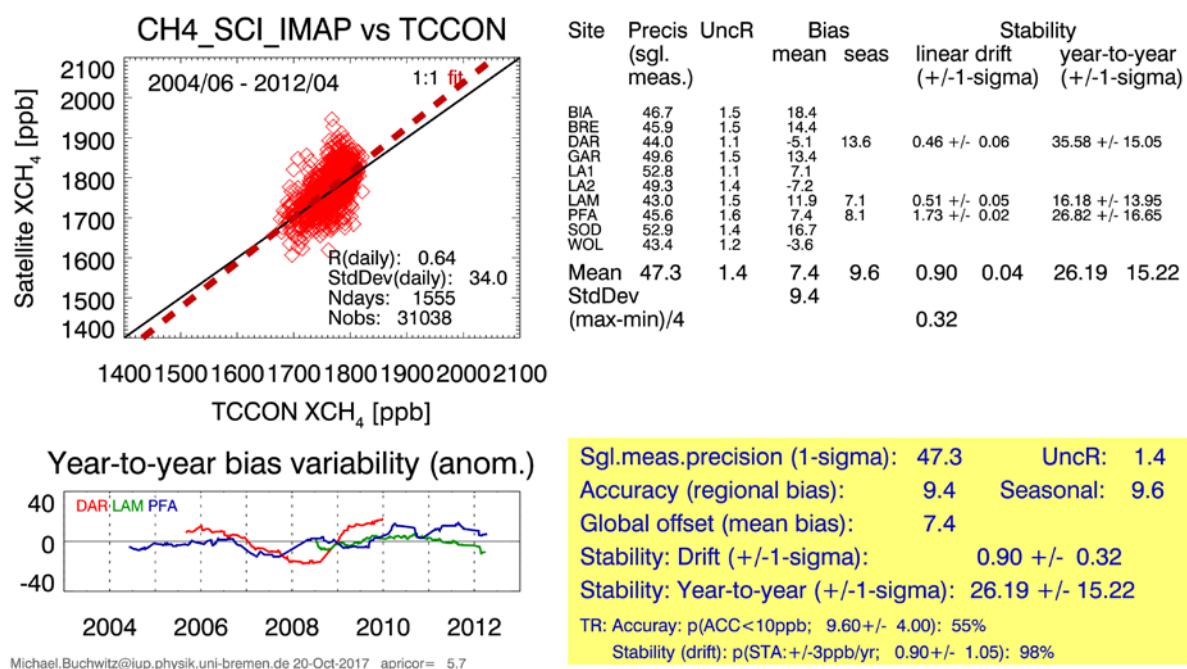 CH4_SCI_IMAP vs TCCON
2004/06 - 2012/04
1:1 fit
2100
2000
1900
1800
1700
1600
1500
1400
Satellite XCH4 [ppb]
R(daily): 0.64
StdDev(daily): 34.0
Ndays: 1555
Nobs: 31038
1400 1500 1600 1700 1800 1900 2000 2100
TCCON XCH4 [ppb]
Site Precis UncR Bias Stability
(sgl. mean seas linear drift year-to-year
meas.) (+/-1-sigma) (+/-1-sigma)
BIA 46.7 1.5 18.4
BRE 45.9 1.5 14.4
DAR 44.0 1.1 -5.1 13.6 0.46 +/- 0.06 35.58 +/- 15.05
GAR 49.6 1.5 13.4
LA1 52.8 1.1 7.1
LA2 49.3 1.4 -7.2
LAM 43.0 1.5 11.9 7.1 0.51 +/- 0.05 16.18 +/- 13.95
PFA 45.6 1.6 7.4 8.1 1.73 +/- 0.02 26.82 +/- 16.65
SOD 52.9 1.4 16.7
WOL 43.4 1.2 -3.6
Mean 47.3 1.4 7.4 9.6 0.90 0.04 26.19 15.22
StdDev 9.4
(max-min)/4 0.32
Year-to-year bias variability (anom.)
40
0
-40
DAR LAM PFA
2004 2006 2008 2010 2012
Michael.Buchwitz@iup.physik.uni-bremen.de 20-Oct-2017 apricor= 5.7
Sgl.meas.precision (1-sigma): 47.3 UncR: 1.4
Accuracy (regional bias): 9.4 Seasonal: 9.6
Global offset (mean bias): 7.4
Stability: Drift (+/-1-sigma): 0.90 +/- 0.32
Stability: Year-to-year (+/-1-sigma): 26.19 +/- 15.22
TR: Accuray: p(ACC<10ppb; 9.60+/- 4.00): 55%
Stability (drift): p(STA:+/-3ppb/yr; 0.90+/- 1.05): 98%